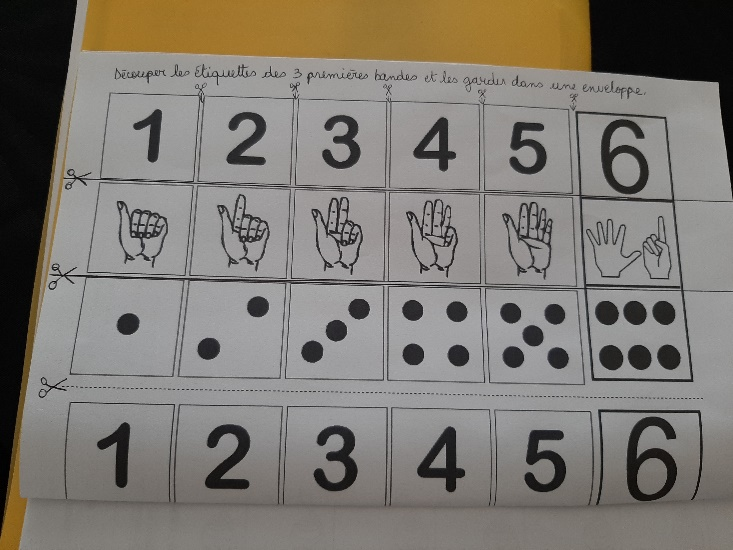 Découper les étiquettes des 3 premières bandes et les garder dans une enveloppe.
1 2 3 4 5 6
1 2 3 4 5 6